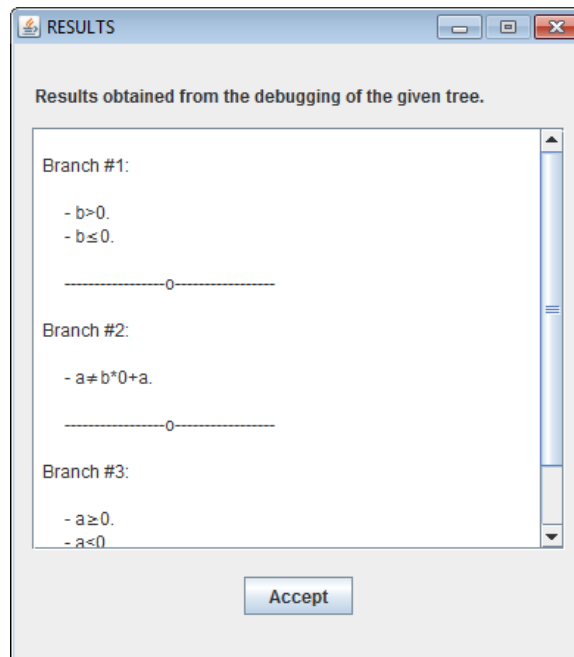 RESULTS
Results obtained from the debugging of the given tree.
Branch #1:
- b>0.
- b≤0.
-----------------o-----------------
Branch #2:
- a≠b*0+a.
-----------------o-----------------
Branch #3:
- a≥0.
- a<0
Accept